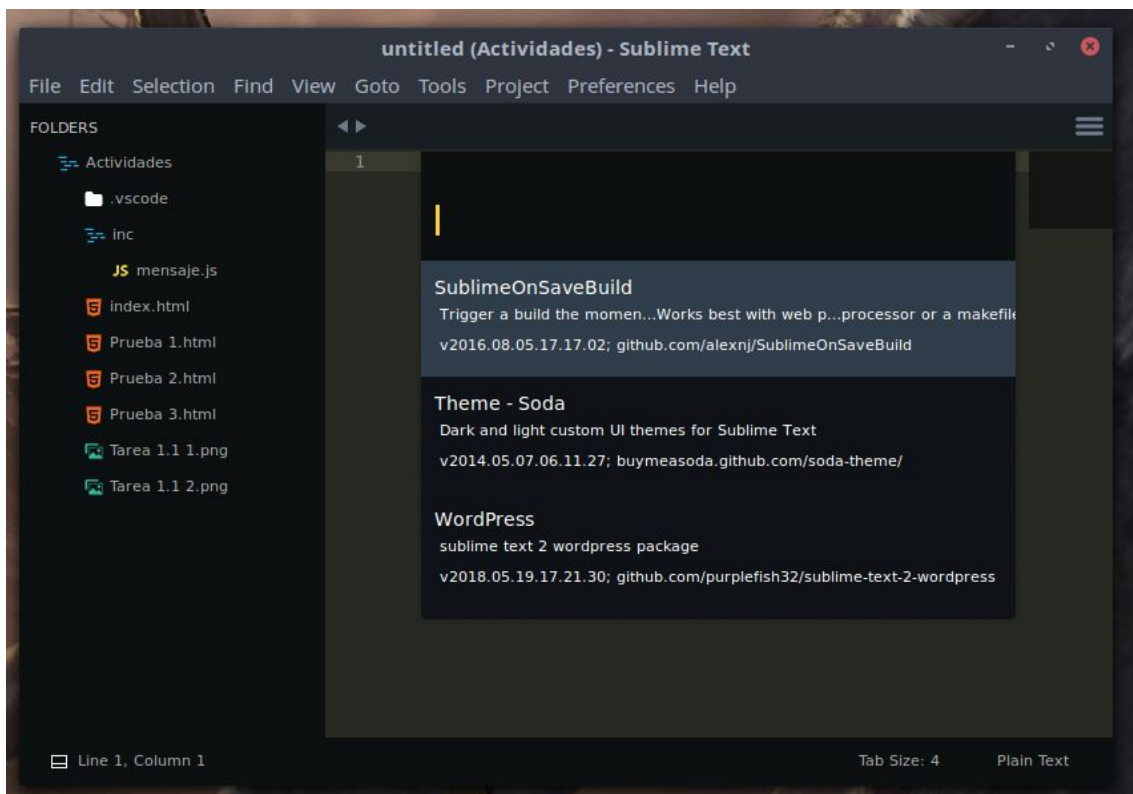 untitled (Actividades) - Sublime Text
File Edit Selection Find View Goto Tools Project Preferences Help
FOLDERS
Actividades
.vscode
inc
JS mensaje.js
index.html
Prueba 1.html
Prueba 2.html
Prueba 3.html
Tarea 1.1 1.png
Tarea 1.1 2.png
1
SublimeOnSaveBuild
Trigger a build the momen...Works best with web p...processor or a makefile
v2016.08.05.17.17.02; github.com/alexnj/SublimeOnSaveBuild
Theme - Soda
Dark and light custom UI themes for Sublime Text
v2014.05.07.06.11.27; buymeasoda.github.com/soda-theme/
WordPress
sublime text 2 wordpress package
v2018.05.19.17.21.30; github.com/purplefish32/sublime-text-2-wordpress
Line 1, Column 1
Tab Size: 4
Plain Text